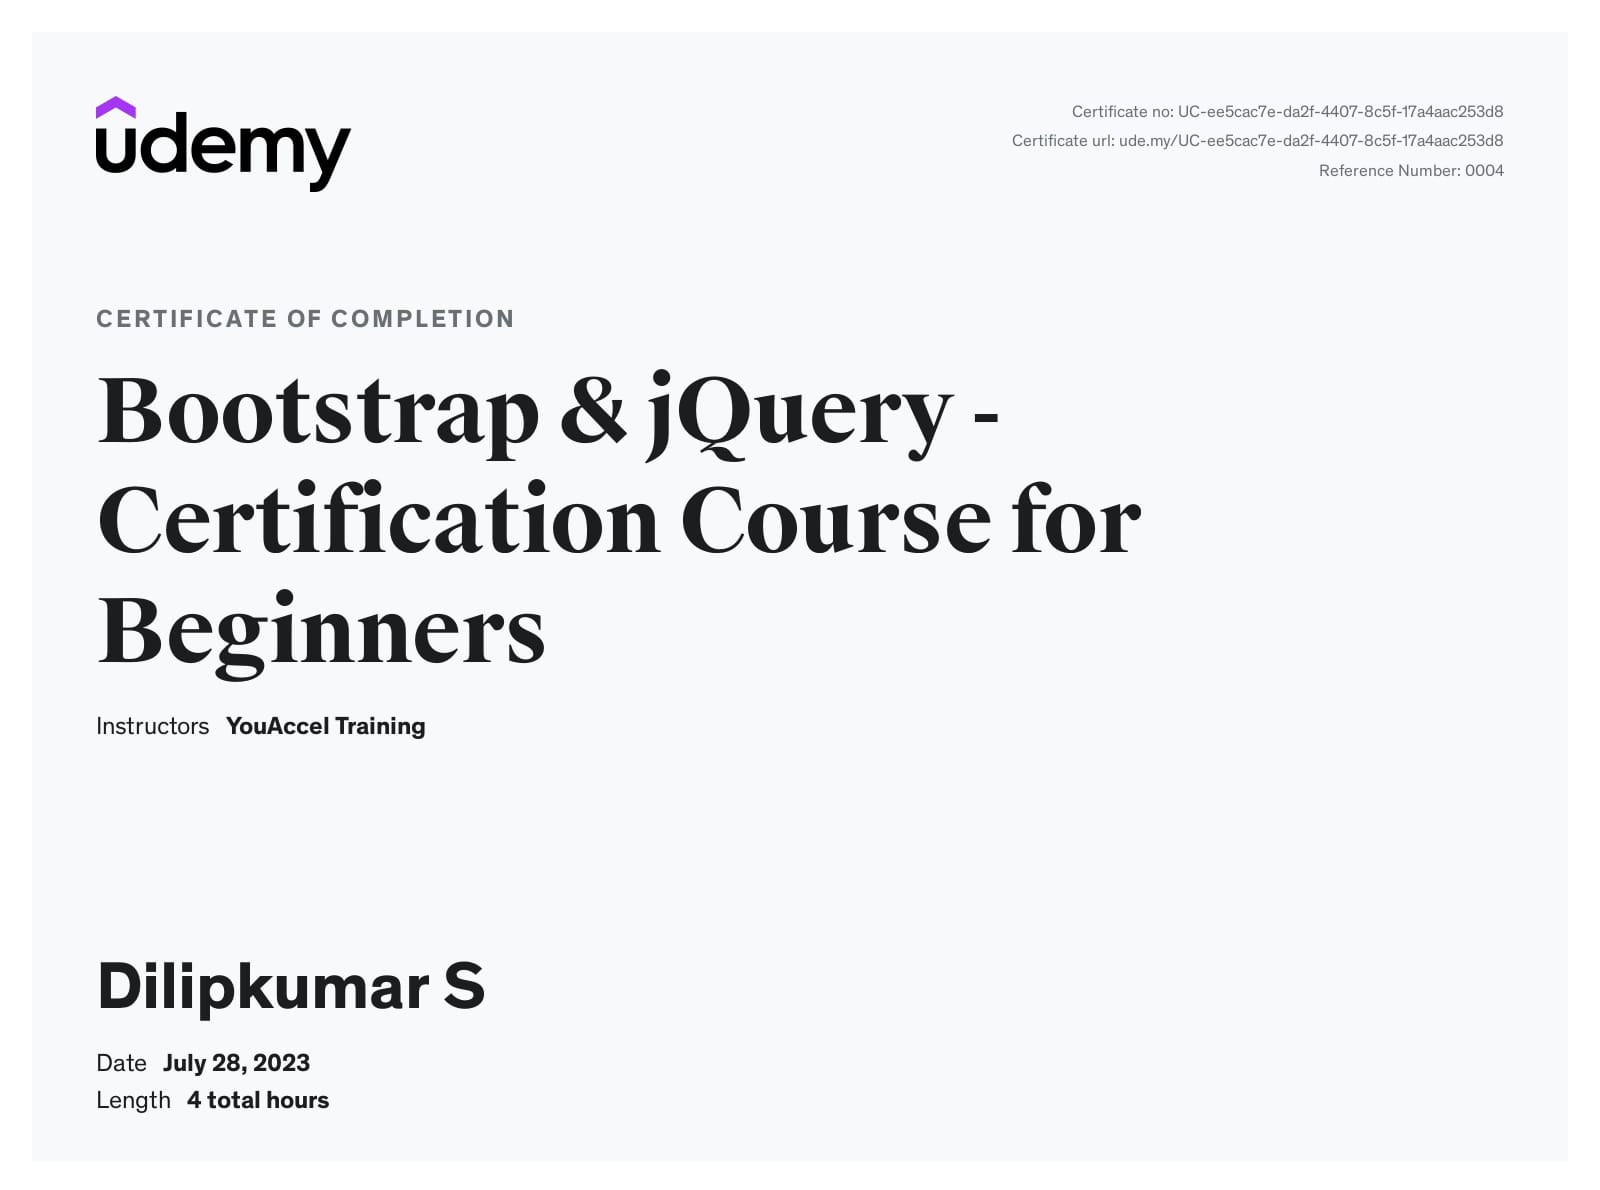 udemy
Certificate no: UC-ee5cac7e-da2f-4407-8c5f-17a4aac253d8
Certificate url: ude.my/UC-ee5cac7e-da2f-4407-8c5f-17a4aac253d8
Reference Number: 0004
CERTIFICATE OF COMPLETION
Bootstrap & jQuery -
Certification Course for
Beginners
Instructors YouAccel Training
Dilipkumar S
Date July 28, 2023
Length 4 total hours